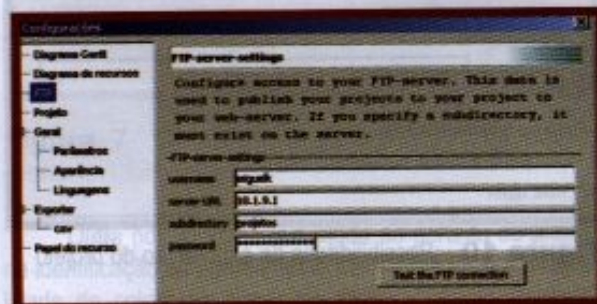 Configurações
Diagrama Gantt
Diagrama de recursos
FTP
Projeto
Geral
Parâmetros
Aparência
Linguagens
Exportar
csv
Papel do recurso
FTP-server-settings
Configure access to your FTP-server. This data is
used to publish your projects to your project to
your web-server. If you specify a subdirectory, it
must exist on the server.
FTP-server-settings
username
server-URL 10.1.0.1
subdirectory projetos
password **************
Test the FTP connection